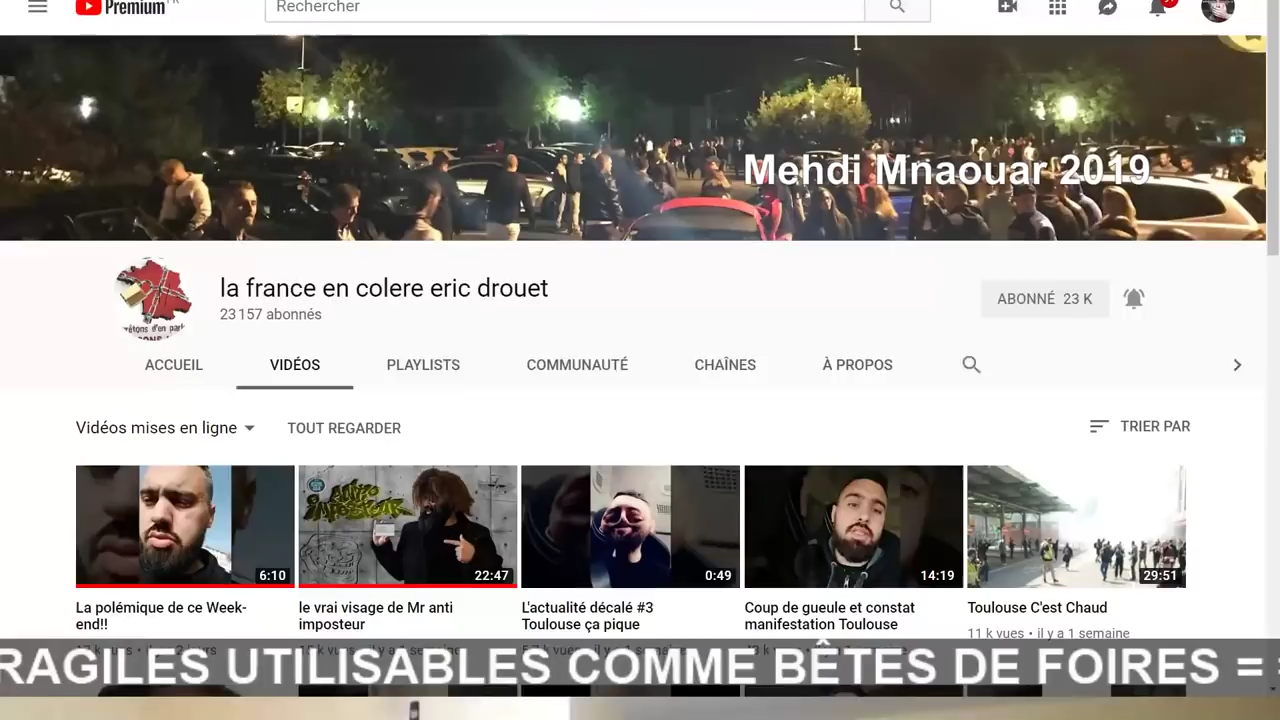 Premium
Rechercher
Mehdi Mnaouar 2019
la france en colere eric drouet
23 157 abonnés
ABONNÉ 23 K
ACCUEIL
VIDÉOS
PLAYLISTS
COMMUNAUTÉ
CHAÎNES
À PROPOS
Vidéos mises en ligne
TOUT REGARDER
TRIER PAR
6:10
22:47
0:49
14:19
29:51
La polémique de ce Week-
end!!
le vrai visage de Mr anti
imposteur
L'actualité décalé #3
Toulouse ça pique
Coup de gueule et constat
manifestation Toulouse
Toulouse C'est Chaud
11 k vues • il y a 1 semaine
RAGILES UTILISABLES COMME BÊTES DE FOIRES =